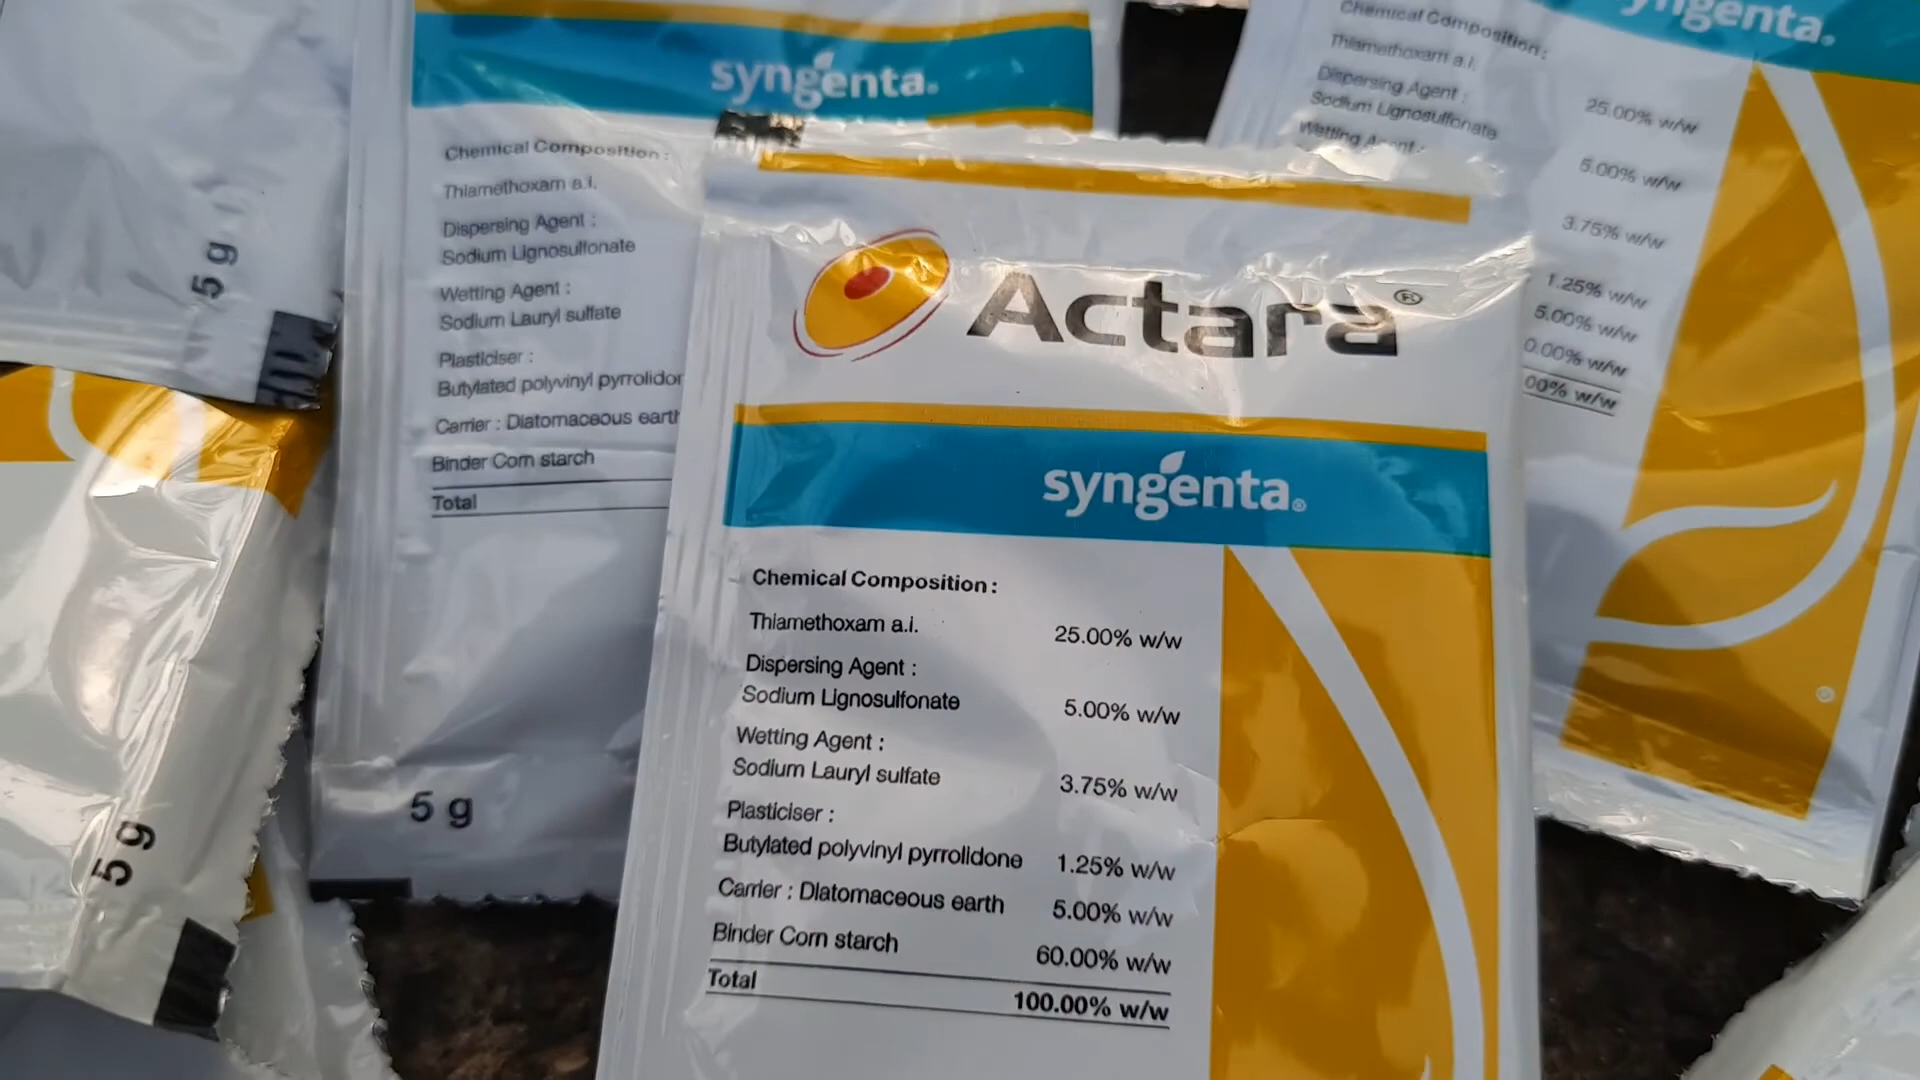 5 g
5 g
syngenta.
Chemical Composition :
Thiamethoxam a.i.
Dispersing Agent :
Sodium Lignosulfonate
Wetting Agent :
Sodium Lauryl sulfate
Plasticiser :
Butylated polyvinyl pyrrolidon
Carrier : Diatomaceous earth
Binder Corn starch
Total
5 g
Actara®
syngenta®
Chemical Composition :
Thiamethoxam a.i. 25.00% w/w
Dispersing Agent :
Sodium Lignosulfonate 5.00% w/w
Wetting Agent :
Sodium Lauryl sulfate 3.75% w/w
Plasticiser :
Butylated polyvinyl pyrrolidone 1.25% w/w
Carrier : Diatomaceous earth 5.00% w/w
Binder Corn starch 60.00% w/w
Total 100.00% w/w
syngenta.
Chemical Composition :
Thiamethoxam a.i. 25.00% w/w
Dispersing Agent :
Sodium Lignosulfonate 5.00% w/w
Wetting Agent :
3.75% w/w
1.25% w/w
5.00% w/w
0.00% w/w
00% w/w